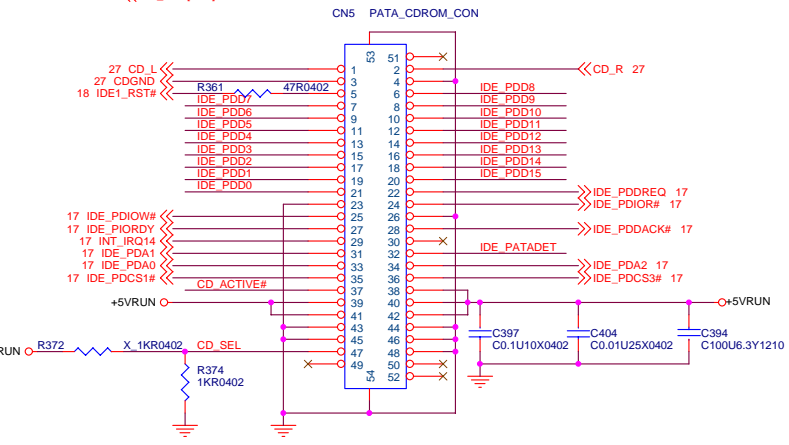 CN5 PATA_CDROM_CON
53 51
27 CD_L 1 2 CD_R 27
27 CDGND 3 4
18 IDE1_RST# R361 47R0402 5 6 IDE_PDD8
IDE_PDD7 7 8 IDE_PDD9
IDE_PDD6 9 10 IDE_PDD10
IDE_PDD5 11 12 IDE_PDD11
IDE_PDD4 13 14 IDE_PDD12
IDE_PDD3 15 16 IDE_PDD13
IDE_PDD2 17 18 IDE_PDD14
IDE_PDD1 19 20 IDE_PDD15
IDE_PDD0 21 22 IDE_PDDREQ 17
23 24 IDE_PDIOR# 17
17 IDE_PDIOW# 25 26
17 IDE_PIORDY 27 28 IDE_PDDACK# 17
17 INT_IRQ14 29 30
17 IDE_PDA1 31 32 IDE_PATADET
17 IDE_PDA0 33 34 IDE_PDA2 17
17 IDE_PDCS1# 35 36 IDE_PDCS3# 17
CD_ACTIVE# 37 38
+5VRUN 39 40 +5VRUN
41 42
43 44
45 46
RUN R372 X_1KR0402 CD_SEL 47 48
49 50
54 52
R374
1KR0402
C397
C0.1U10X0402
C404
C0.01U25X0402
C394
C100U6.3Y1210